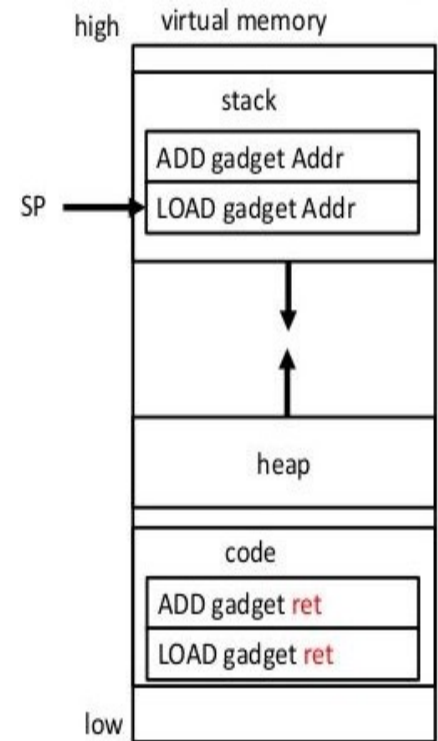 high virtual memory
stack
ADD gadget Addr
SP LOAD gadget Addr
heap
code
ADD gadget ret
LOAD gadget ret
low